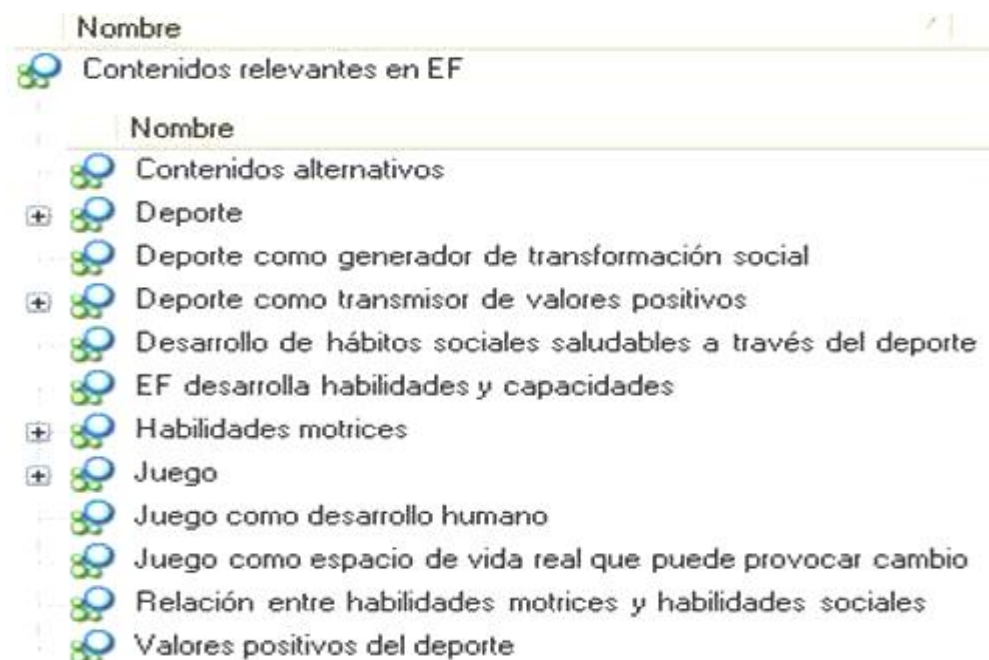 Nombre
Contenidos relevantes en EF
Nombre
Contenidos alternativos
Deporte
Deporte como generador de transformación social
Deporte como transmisor de valores positivos
Desarrollo de hábitos sociales saludables a través del deporte
EF desarrolla habilidades y capacidades
Habilidades motrices
Juego
Juego como desarrollo humano
Juego como espacio de vida real que puede provocar cambio
Relación entre habilidades motrices y habilidades sociales
Valores positivos del deporte